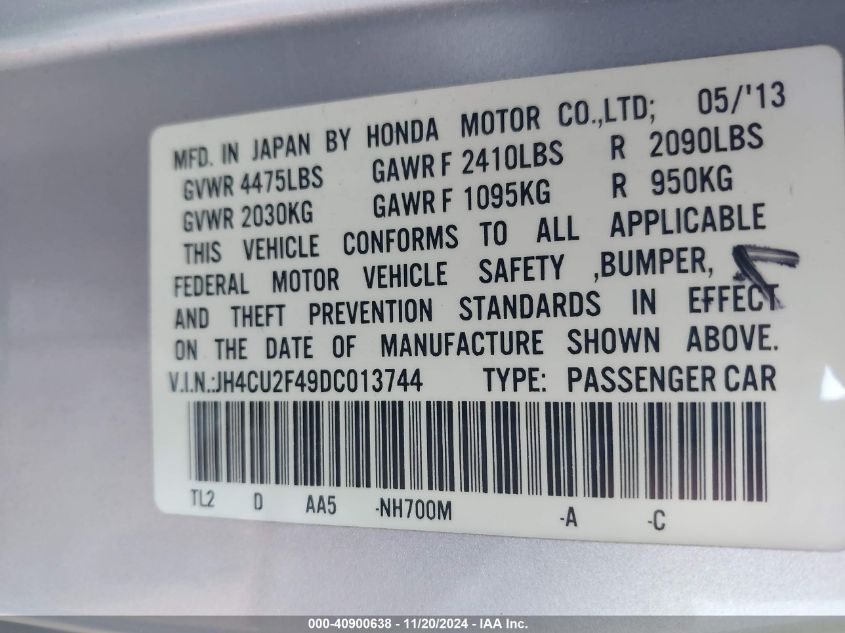 MFD. IN JAPAN BY HONDA MOTOR CO.,LTD; 05/'13
GVWR 4475LBS GAWR F 2410LBS R 2090LBS
GVWR 2030KG GAWR F 1095KG R 950KG
THIS VEHICLE CONFORMS TO ALL APPLICABLE
FEDERAL MOTOR VEHICLE SAFETY ,BUMPER,
AND THEFT PREVENTION STANDARDS IN EFFECT
ON THE DATE OF MANUFACTURE SHOWN ABOVE.
V.I.N.:JH4CU2F49DC013744 TYPE: PASSENGER CAR
TL2 D AA5 -NH700M -A -C
000-40900638 - 11/20/2024 - IAA Inc.